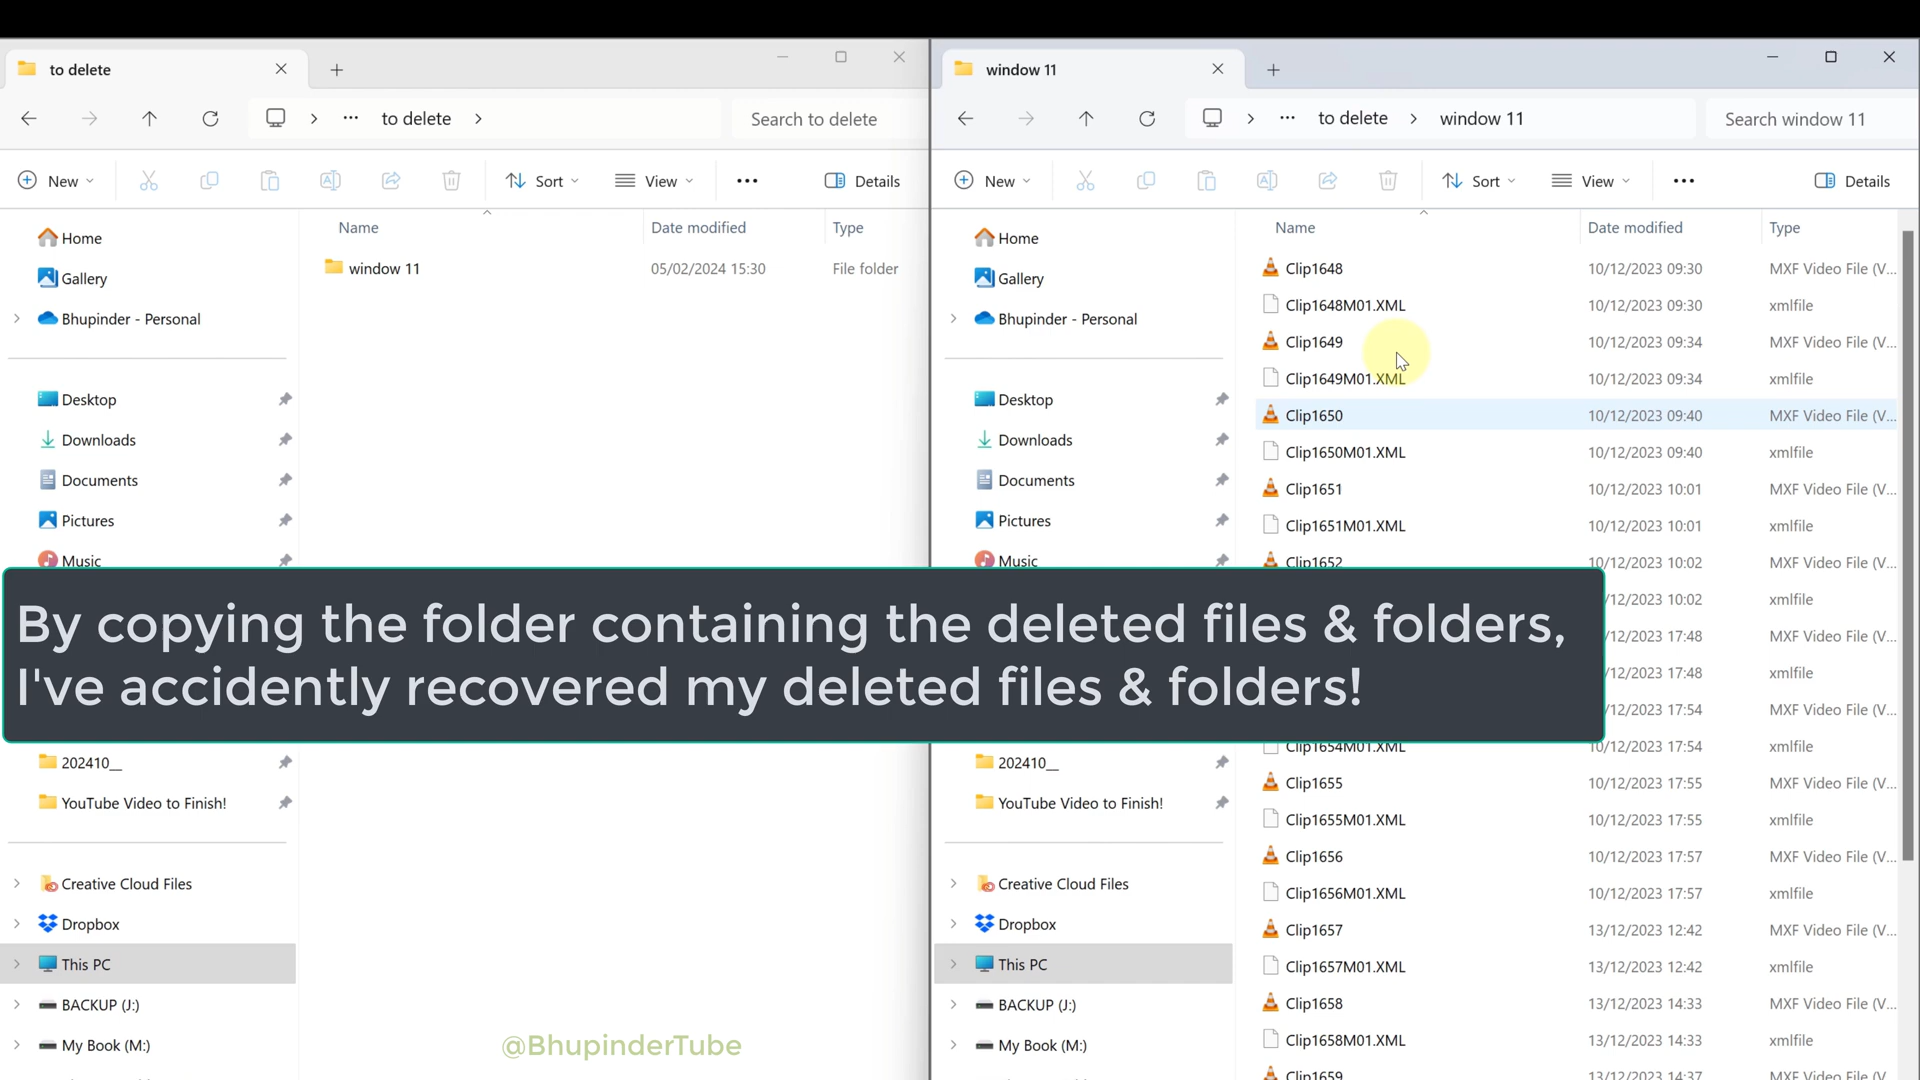 to delete
to delete
Search to delete
New
Sort
View
Details
Name
Date modified
Type
window 11
05/02/2024 15:30
File folder
Home
Gallery
Bhupinder - Personal
Desktop
Downloads
Documents
Pictures
Music
202410__
YouTube Video to Finish!
Creative Cloud Files
Dropbox
This PC
BACKUP (J:)
My Book (M:)
window 11
to delete
window 11
Search window 11
New
Sort
View
Details
Home
Gallery
Bhupinder - Personal
Desktop
Downloads
Documents
Pictures
Music
202410__
YouTube Video to Finish!
Creative Cloud Files
Dropbox
This PC
BACKUP (J:)
My Book (M:)
Name Date modified Type
Clip1648 10/12/2023 09:30 MXF Video File (V...
Clip1648M01.XML 10/12/2023 09:30 xmlfile
Clip1649 10/12/2023 09:34 MXF Video File (V...
Clip1649M01.XML 10/12/2023 09:34 xmlfile
Clip1650 10/12/2023 09:40 MXF Video File (V...
Clip1650M01.XML 10/12/2023 09:40 xmlfile
Clip1651 10/12/2023 10:01 MXF Video File (V...
Clip1651M01.XML 10/12/2023 10:01 xmlfile
Clip1652 10/12/2023 10:02 MXF Video File (V...
10/12/2023 10:02 xmlfile
/12/2023 17:48 MXF Video File (V...
/12/2023 17:48 xmlfile
/12/2023 17:54 MXF Video File (V...
Clip1654M01.XML 10/12/2023 17:54 xmlfile
Clip1655 10/12/2023 17:55 MXF Video File (V...
Clip1655M01.XML 10/12/2023 17:55 xmlfile
Clip1656 10/12/2023 17:57 MXF Video File (V...
Clip1656M01.XML 10/12/2023 17:57 xmlfile
Clip1657 13/12/2023 12:42 MXF Video File (V...
Clip1657M01.XML 13/12/2023 12:42 xmlfile
Clip1658 13/12/2023 14:33 MXF Video File (V...
Clip1658M01.XML 13/12/2023 14:33 xmlfile
Clip1659 13/12/2023 14:37 MXF Video File (V...
By copying the folder containing the deleted files & folders,
I've accidently recovered my deleted files & folders!
@BhupinderTube